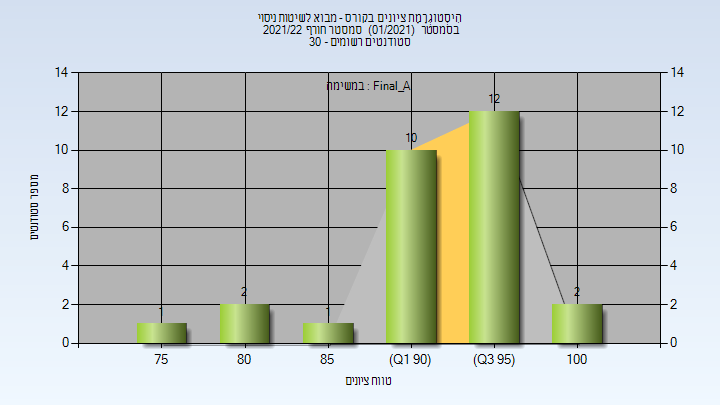 היסטוגרמת ציונים בקורס - מבוא לשיטות ניסוי
בסמסטר (01/2021) סמסטר חורף 2021/22
סטודנטים רשומים - 30
במשימה : Final_A
מספר סטודנטים
14 14
12 12
10 10
8 8
6 6
4 4
2 2
0 0
1 2 1 10 12 2
75 80 85 (Q1 90) (Q3 95) 100
טווח ציונים